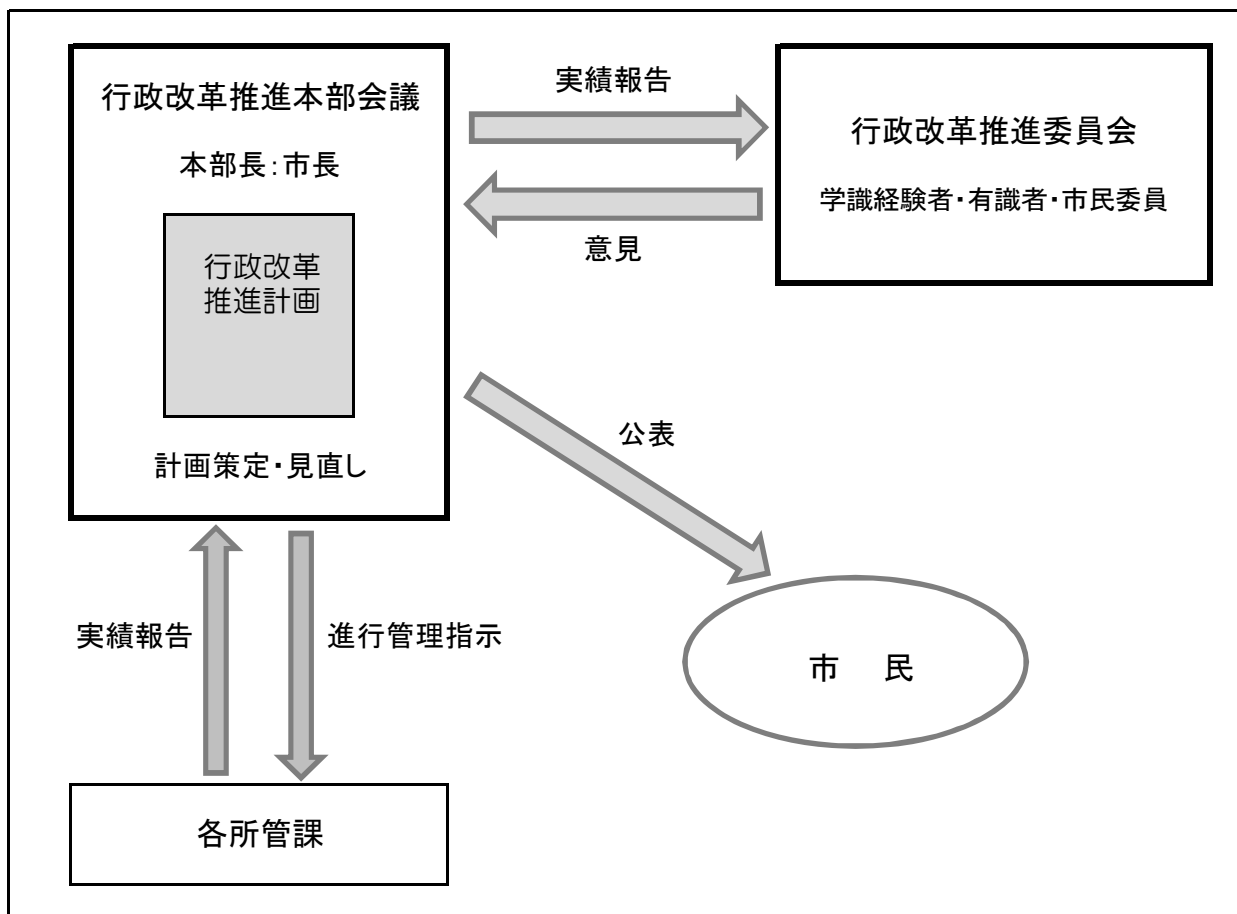 行政改革推進本部会議
本部長：市長
行政改革
推進計画
計画策定・見直し
実績報告
意見
行政改革推進委員会
学識経験者・有識者・市民委員
公表
実績報告
進行管理指示
市　民
各所管課